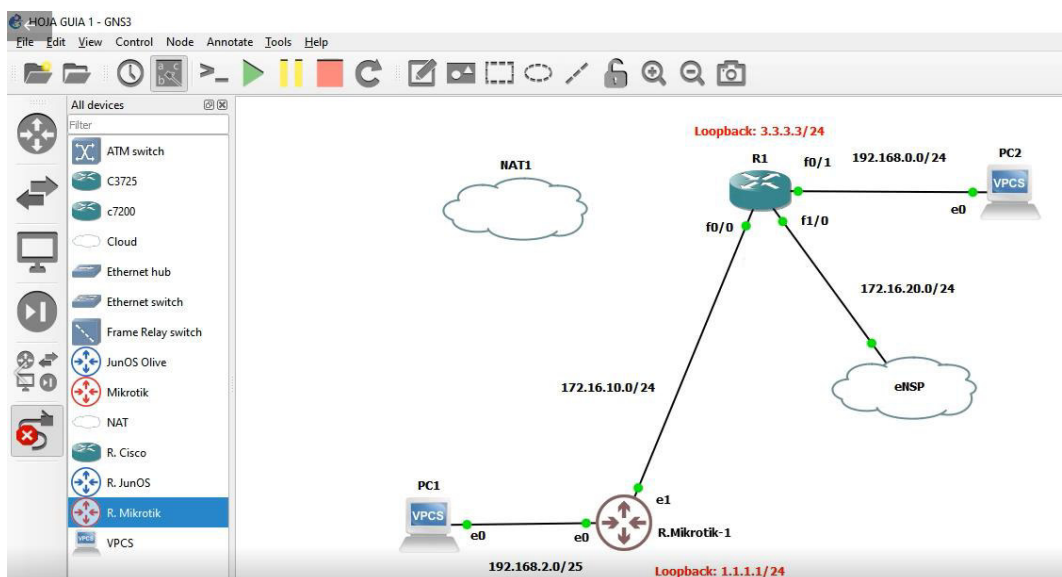 HOJA GUIA 1 - GNS3
File Edit View Control Node Annotate Tools Help
All devices
Filter
ATM switch
C3725
c7200
Cloud
Ethernet hub
Ethernet switch
Frame Relay switch
JunOS Olive
Mikrotik
NAT
R. Cisco
R. JunOS
R. Mikrotik
VPCS
Loopback: 3.3.3.3/24
NAT1
R1
f0/1
192.168.0.0/24
PC2
VPCS
e0
f0/0
f1/0
172.16.20.0/24
eNSP
172.16.10.0/24
PC1
VPCS
e0
e0
e1
R.Mikrotik-1
192.168.2.0/25
Loopback: 1.1.1.1/24